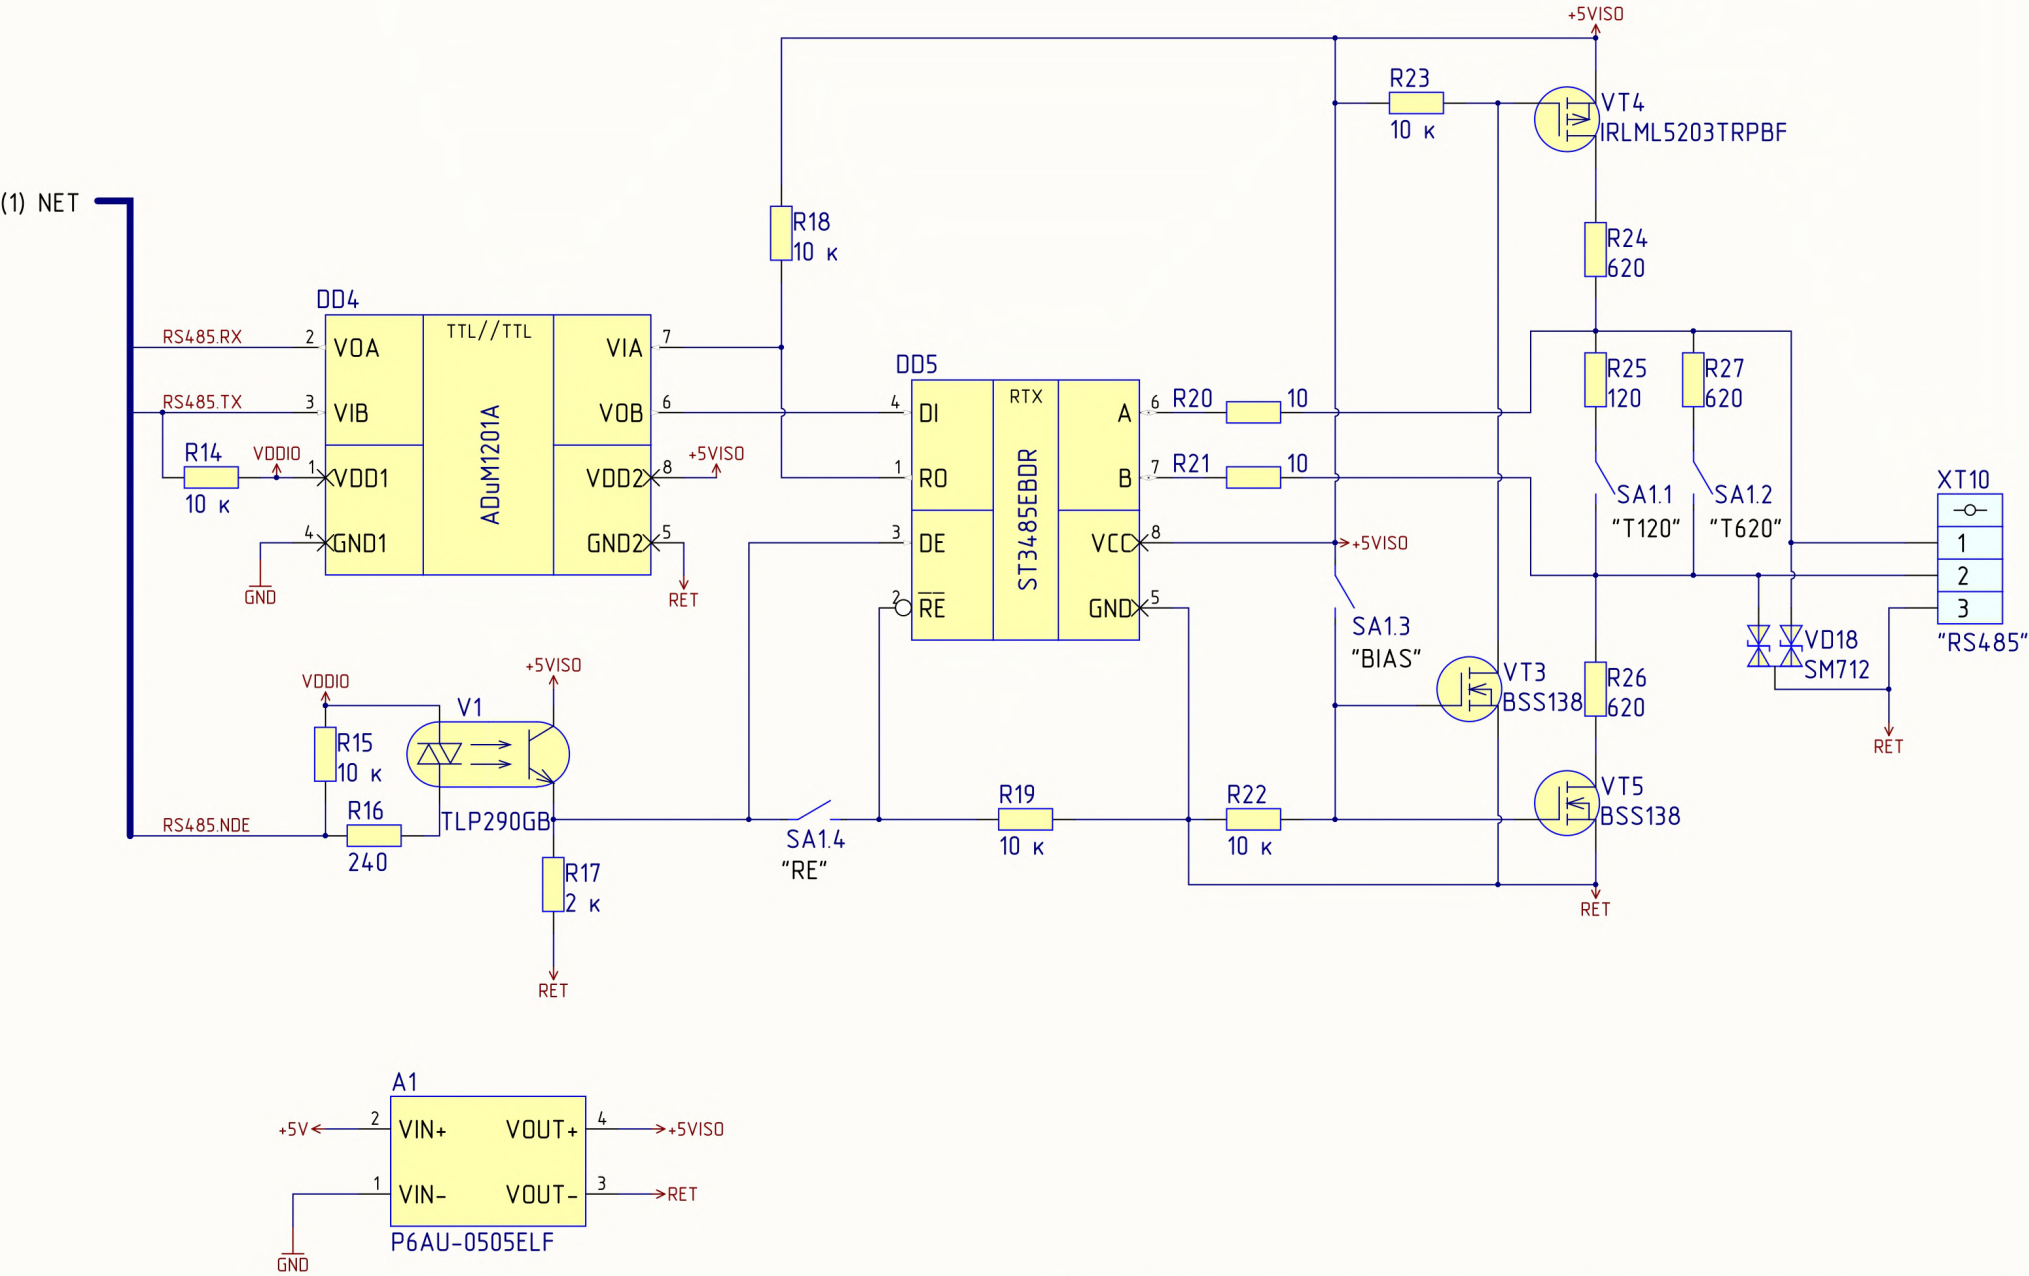 +5VISO
R23
10 к
VT4
IRLML5203TRPBF
(1) NET
R18
10 к
R24
620
DD4
RS485.RX
2
VOA
TTL//TTL
VIA
7
RS485.TX
3
VIB
ADuM1201A
VOB
6
R14
10 к
VDDIO
1
VDD1
VDD2
8
+5VISO
4
GND1
GND2
5
GND
RET
DD5
4
DI
RTX
A
6
R20
10
1
RO
ST3485EBDR
B
7
R21
10
3
DE
VCC
8
+5VISO
2
RE
GND
5
R25
120
R27
620
SA1.1
"T120"
SA1.2
"T620"
XT10
1
2
3
"RS485"
SA1.3
"BIAS"
VT3
BSS138
R26
620
VD18
SM712
RET
VDDIO
+5VISO
V1
R15
10 к
TLP290GB
RS485.NDE
R16
240
R17
2 к
RET
SA1.4
"RE"
R19
10 к
R22
10 к
VT5
BSS138
RET
A1
+5V
2
VIN+
VOUT+
4
+5VISO
1
VIN-
VOUT-
3
RET
GND
P6AU-0505ELF